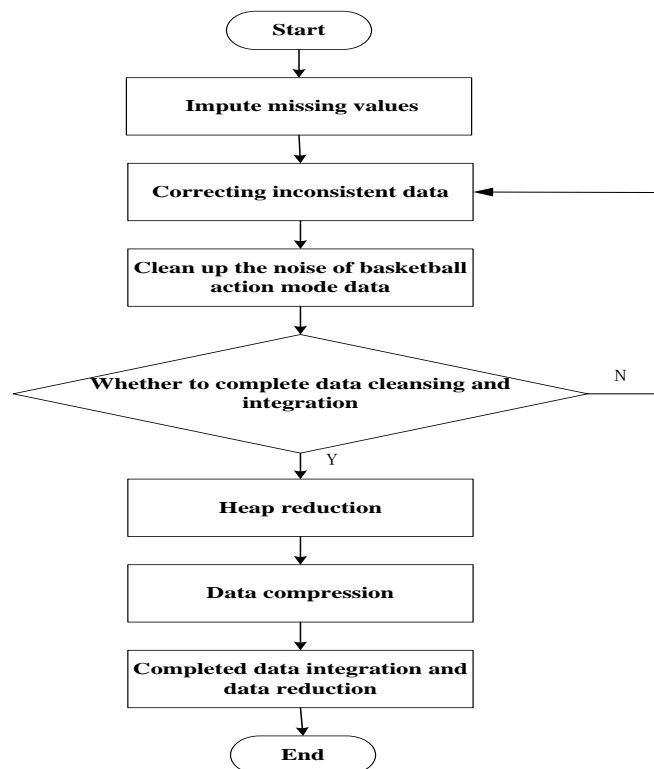 Start
Impute missing values
Correcting inconsistent data
Clean up the noise of basketball
action mode data
Whether to complete data cleansing and
integration
N
Y
Heap reduction
Data compression
Completed data integration and
data reduction
End